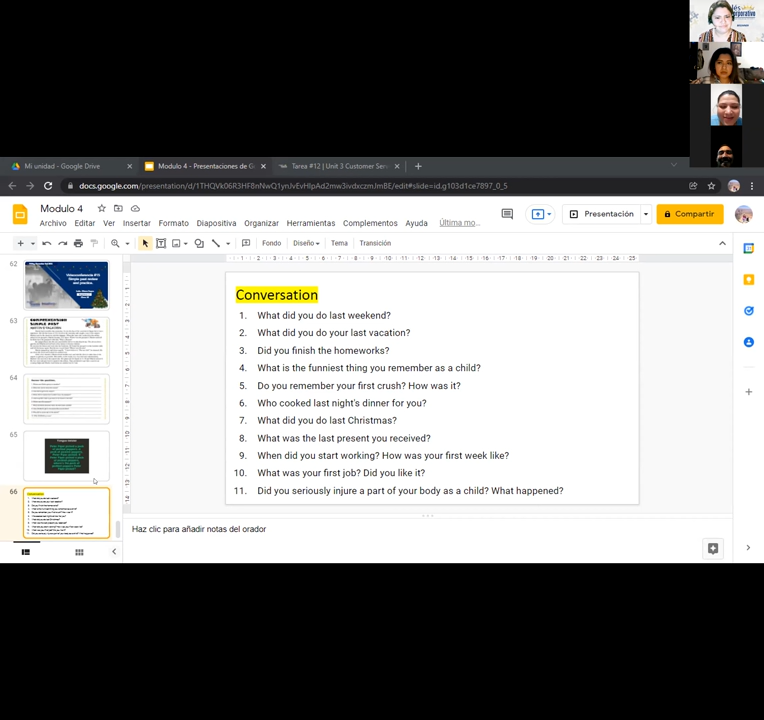 Mi unidad - Google Drive
Modulo 4 - Presentaciones de G
Tarea #12 | Unit 3 Customer Ser
docs.google.com/presentation/d/1THQVk06R3HF8nNwQ1ynJvEvHlpAd2mw3ivdxczmJmBE/edit#slide=id.g103d1ce7897_0_5
Modulo 4
Archivo Editar Ver Insertar Formato Diapositiva Organizar Herramientas Complementos Ayuda Última mo...
Presentación
Compartir
Fondo Diseño Tema Transición
62
63
64
65
66
Conversation
1. What did you do last weekend?
2. What did you do your last vacation?
3. Did you finish the homeworks?
4. What is the funniest thing you remember as a child?
5. Do you remember your first crush? How was it?
6. Who cooked last night's dinner for you?
7. What did you do last Christmas?
8. What was the last present you received?
9. When did you start working? How was your first week like?
10. What was your first job? Did you like it?
11. Did you seriously injure a part of your body as a child? What happened?
Haz clic para añadir notas del orador